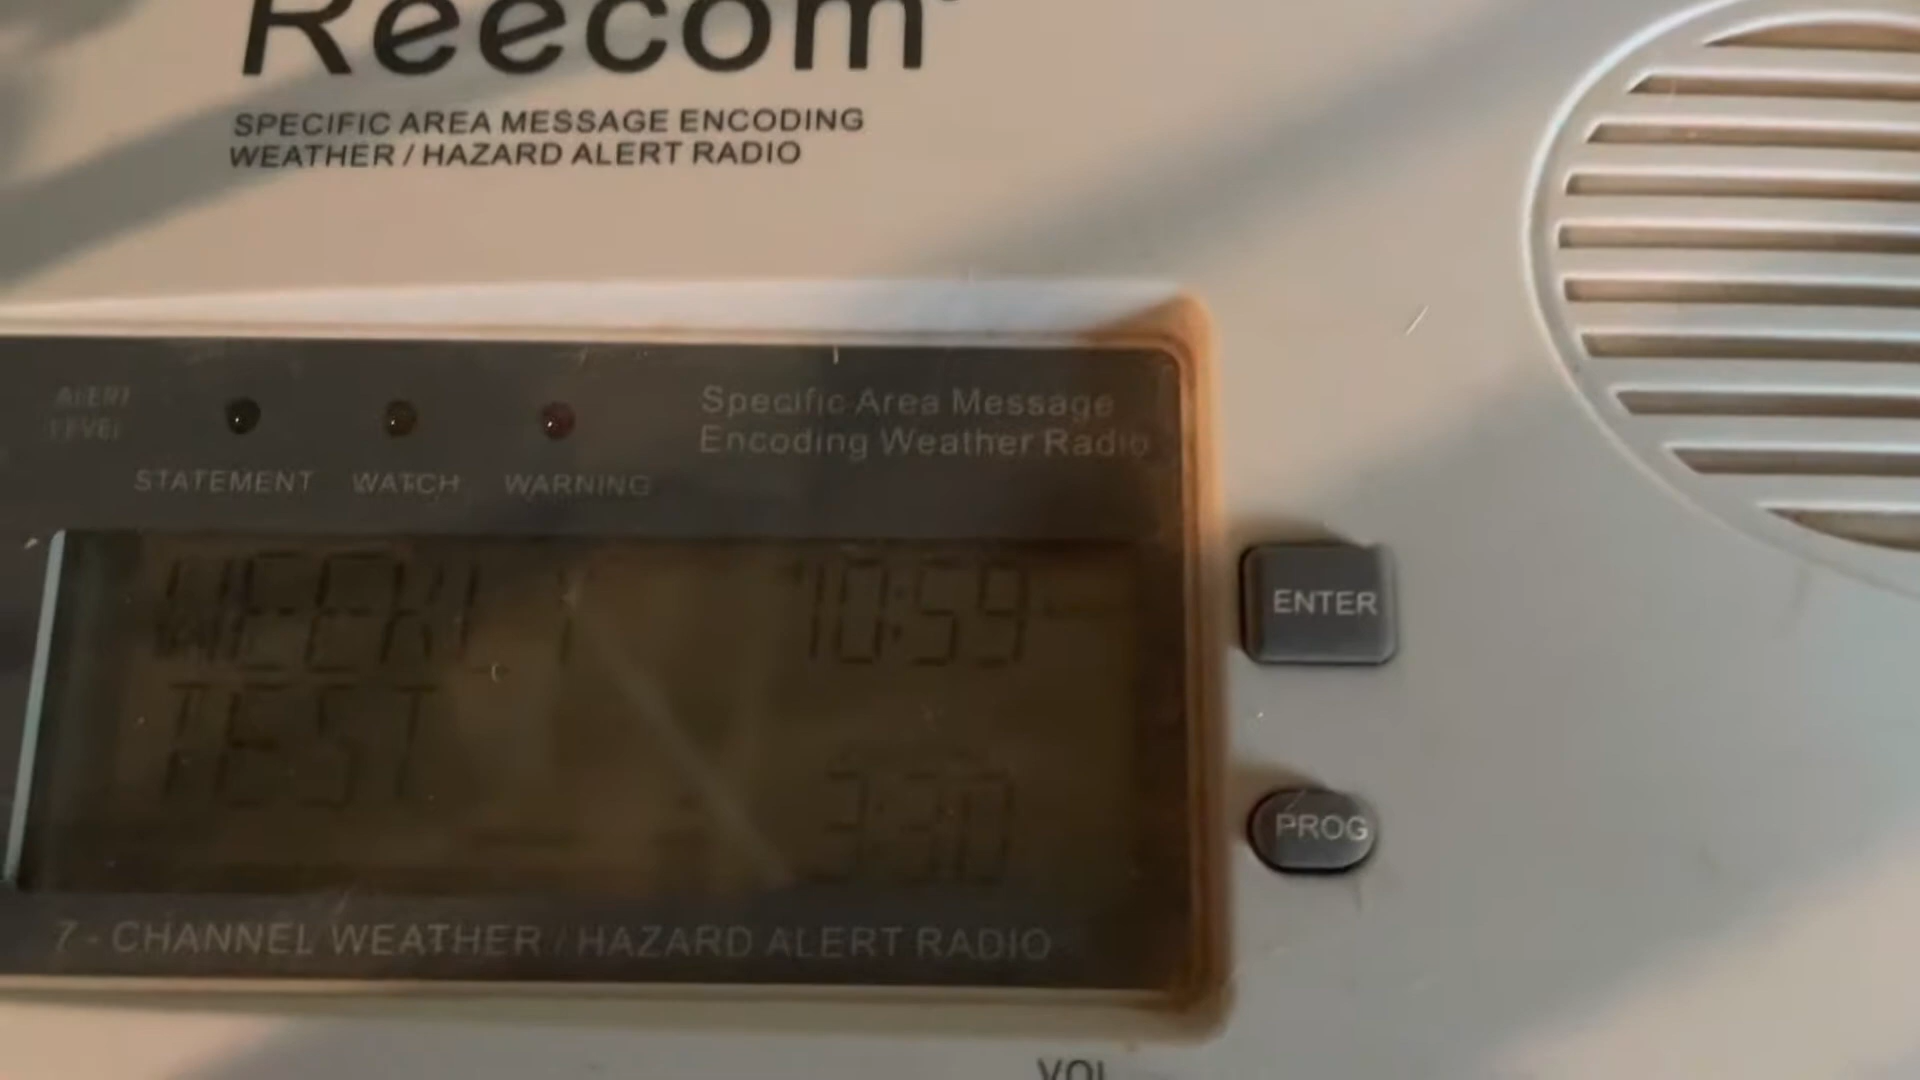 Reecom
SPECIFIC AREA MESSAGE ENCODING
WEATHER / HAZARD ALERT RADIO
ALERT
LEVEL
STATEMENT WATCH WARNING
Specific Area Message
Encoding Weather Radio
WEEKLY 10:59
TEST
3:30
7 - CHANNEL WEATHER / HAZARD ALERT RADIO
ENTER
PROG
VOL